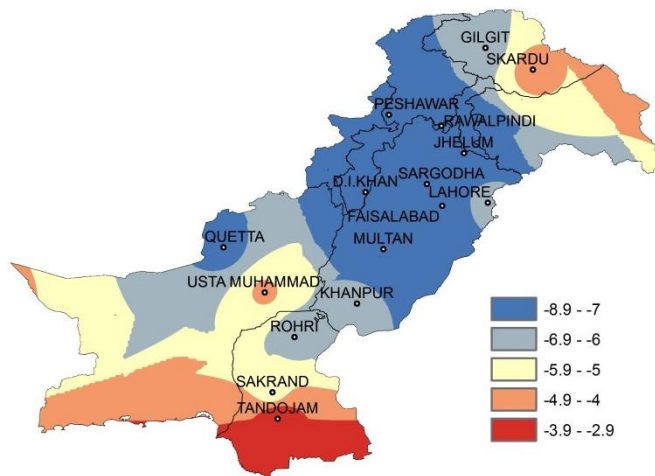 GILGIT
SKARDU
PESHAWAR
RAWALPINDI
JHELUM
D.I.KHAN
SARGODHA
LAHORE
FAISALABAD
QUETTA
MULTAN
USTA MUHAMMAD
KHANPUR
ROHRI
SAKRAND
TANDOJAM
-8.9 - -7
-6.9 - -6
-5.9 - -5
-4.9 - -4
-3.9 - -2.9